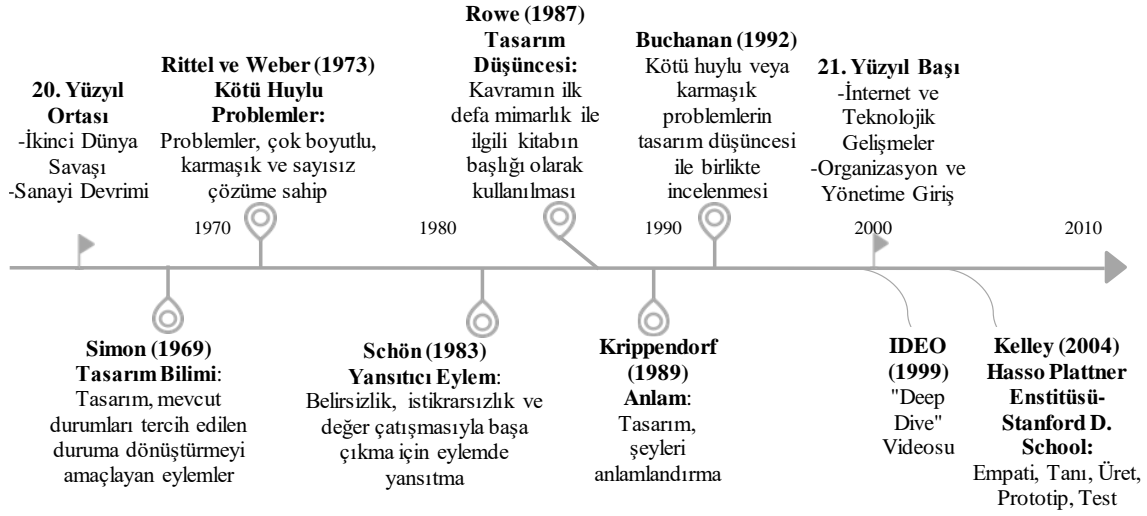 20. Yüzyıl
Ortası
-İkinci Dünya
Savaşı
-Sanayi Devrimi
Rittel ve Weber (1973)
Kötü Huylu
Problemler:
Problemler, çok boyutlu,
karmaşık ve sayısız
çözüme sahip
Rowe (1987)
Tasarım
Düşüncesi:
Kavramın ilk
defa mimarlık ile
ilgili kitabın
başlığı olarak
kullanılması
Buchanan (1992)
Kötü huylu veya
karmaşık
problemlerin
tasarım düşüncesi
ile birlikte
incelenmesi
21. Yüzyıl Başı
-İnternet ve
Teknolojik
Gelişmeler
-Organizasyon ve
Yönetime Giriş
1970
1980
1990
2000
2010
Simon (1969)
Tasarım Bilimi:
Tasarım, mevcut
durumları tercih edilen
duruma dönüştürmeyi
amaçlayan eylemler
Schön (1983)
Yansıtıcı Eylem:
Belirsizlik, istikrarsızlık ve
değer çatışmasıyla başa
çıkma için eylemde
yansıtma
Krippendorf
(1989)
Anlam:
Tasarım,
şeyleri
anlamlandırma
IDEO
(1999)
"Deep
Dive"
Videosu
Kelley (2004)
Hasso Plattner
Enstitüsü-
Stanford D.
School:
Empati, Tanı, Üret,
Prototip, Test